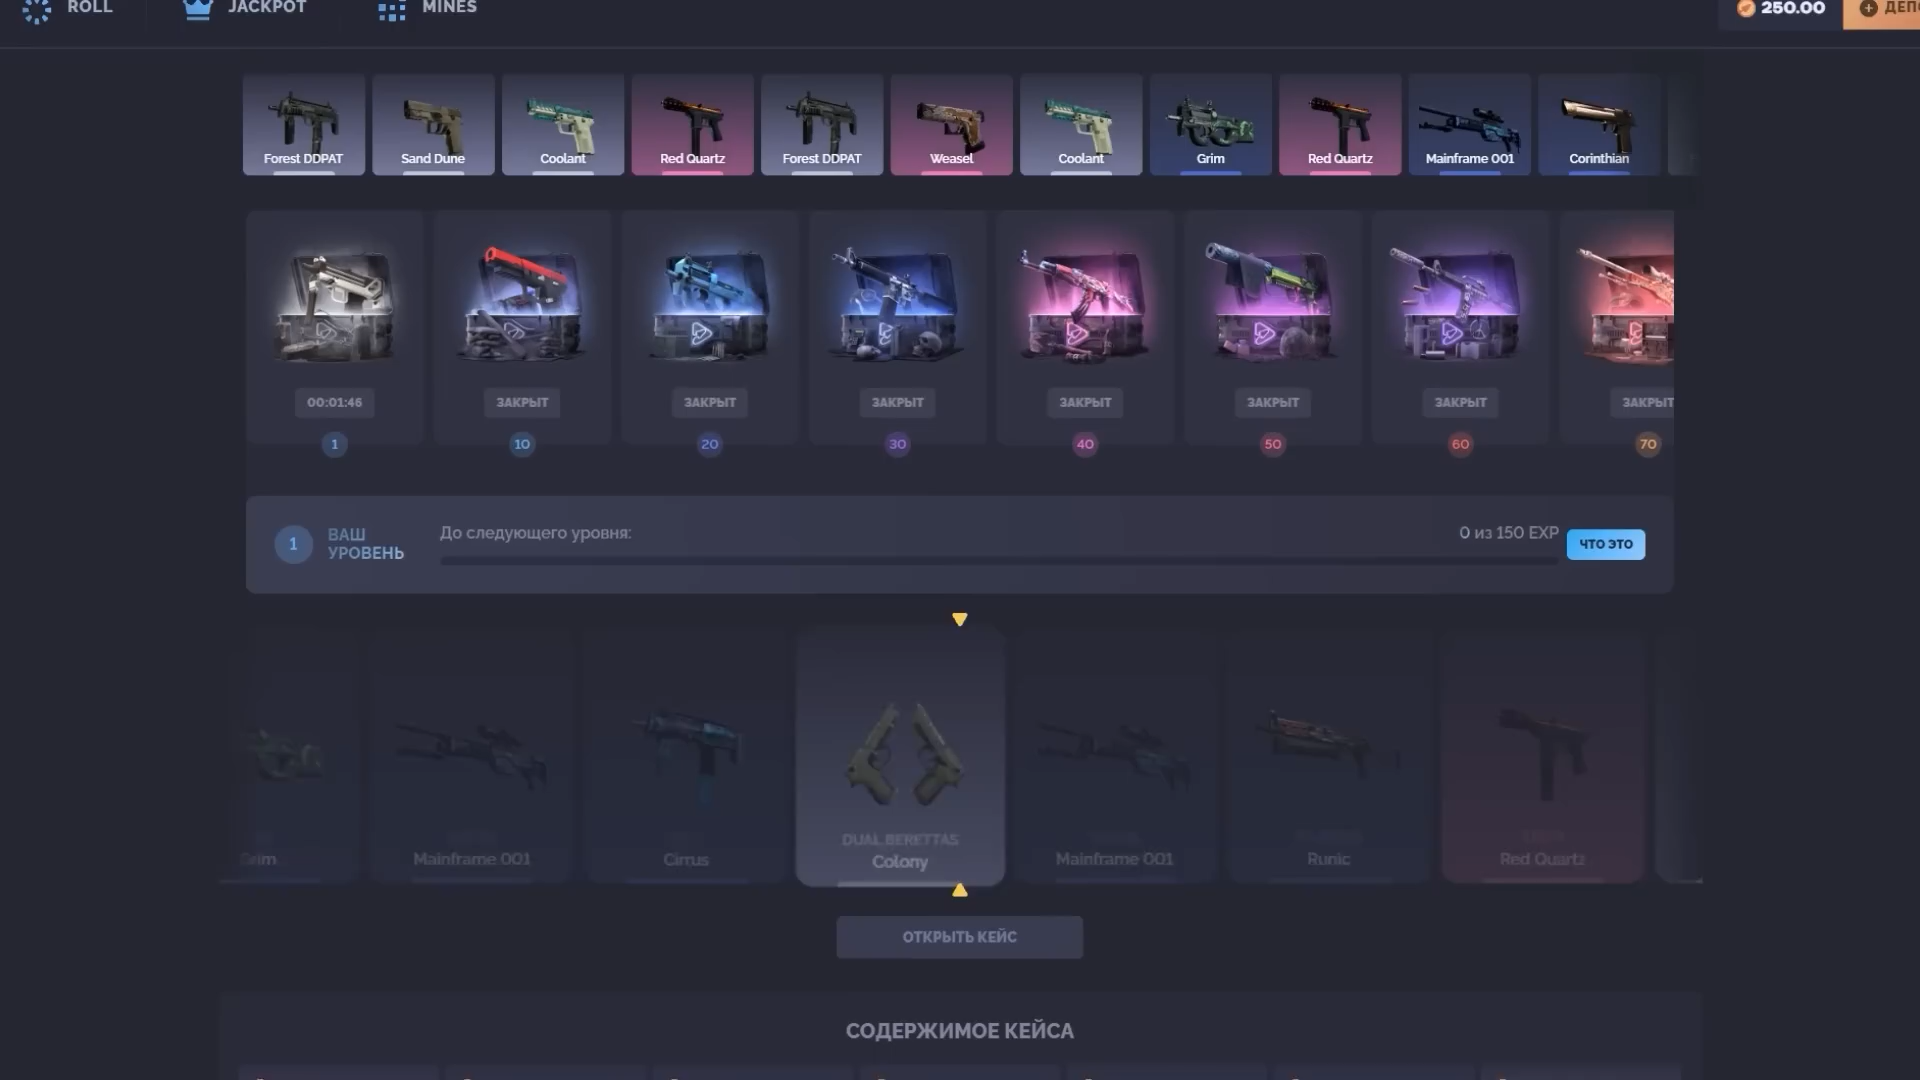 ROLL
JACKPOT
MINES
250.00
Forest DDPAT
Sand Dune
Coolant
Red Quartz
Forest DDPAT
Weasel
Coolant
Grim
Red Quartz
Mainframe 001
Corinthian
00:01:46
ЗАКРЫТ
ЗАКРЫТ
ЗАКРЫТ
ЗАКРЫТ
ЗАКРЫТ
ЗАКРЫТ
ЗАКРЫТ
1
10
20
30
40
50
60
70
1
ВАШ
УРОВЕНЬ
До следующего уровня:
0 из 150 EXP
ЧТО ЭТО
Grim
Mainframe 001
Cirrus
DUAL BERETTAS
Colony
Mainframe 001
Runic
Red Quartz
ОТКРЫТЬ КЕЙС
СОДЕРЖИМОЕ КЕЙСА